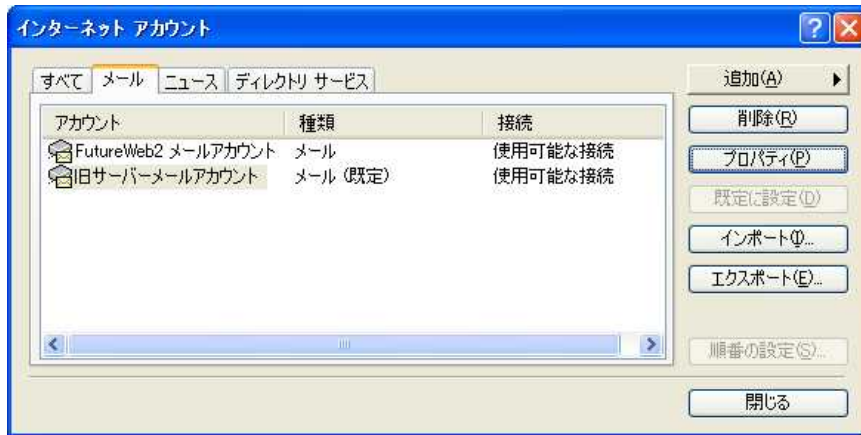 インターネット アカウント
すべて メール ニュース ディレクトリ サービス
アカウント 種類 接続
FutureWeb2 メールアカウント メール 使用可能な接続
旧サーバーメールアカウント メール (既定) 使用可能な接続
追加(A)
削除(R)
プロパティ(P)
既定に設定(D)
インポート(I)...
エクスポート(E)...
順番の設定(S)...
閉じる